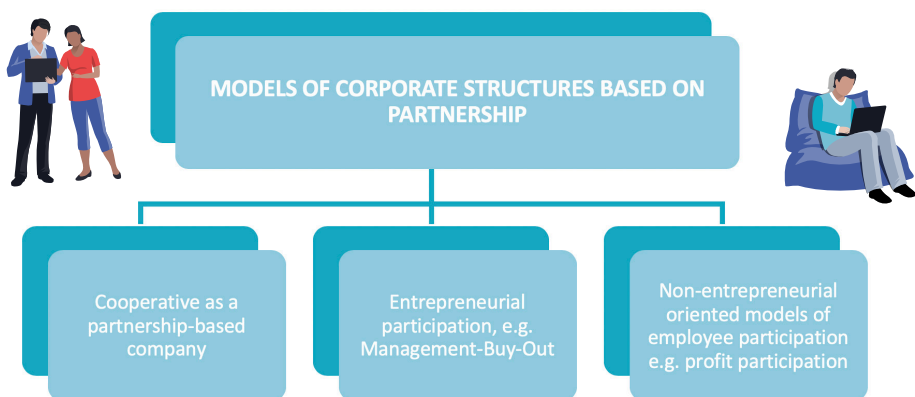 MODELS OF CORPORATE STRUCTURES BASED ON
PARTNERSHIP
Cooperative as a
partnership-based
company
Entrepreneurial
participation, e.g.
Management-Buy-Out
Non-entrepreneurial
oriented models of
employee participation
e.g. profit participation